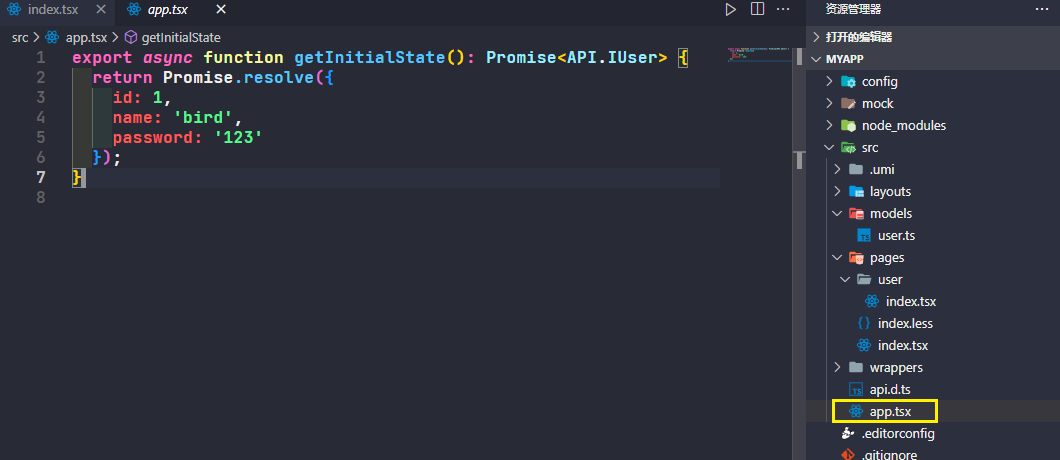 index.tsx
app.tsx
src
app.tsx
getInitialState
1 export async function getInitialState(): Promise<API.IUser> {
2 return Promise.resolve({
3 id: 1,
4 name: 'bird',
5 password: '123'
6 });
7 }
8
资源管理器
打开的编辑器
MYAPP
config
mock
node_modules
src
.umi
layouts
models
TS user.ts
pages
user
index.tsx
{} index.less
index.tsx
wrappers
TS api.d.ts
app.tsx
.editorconfig
.gitignore